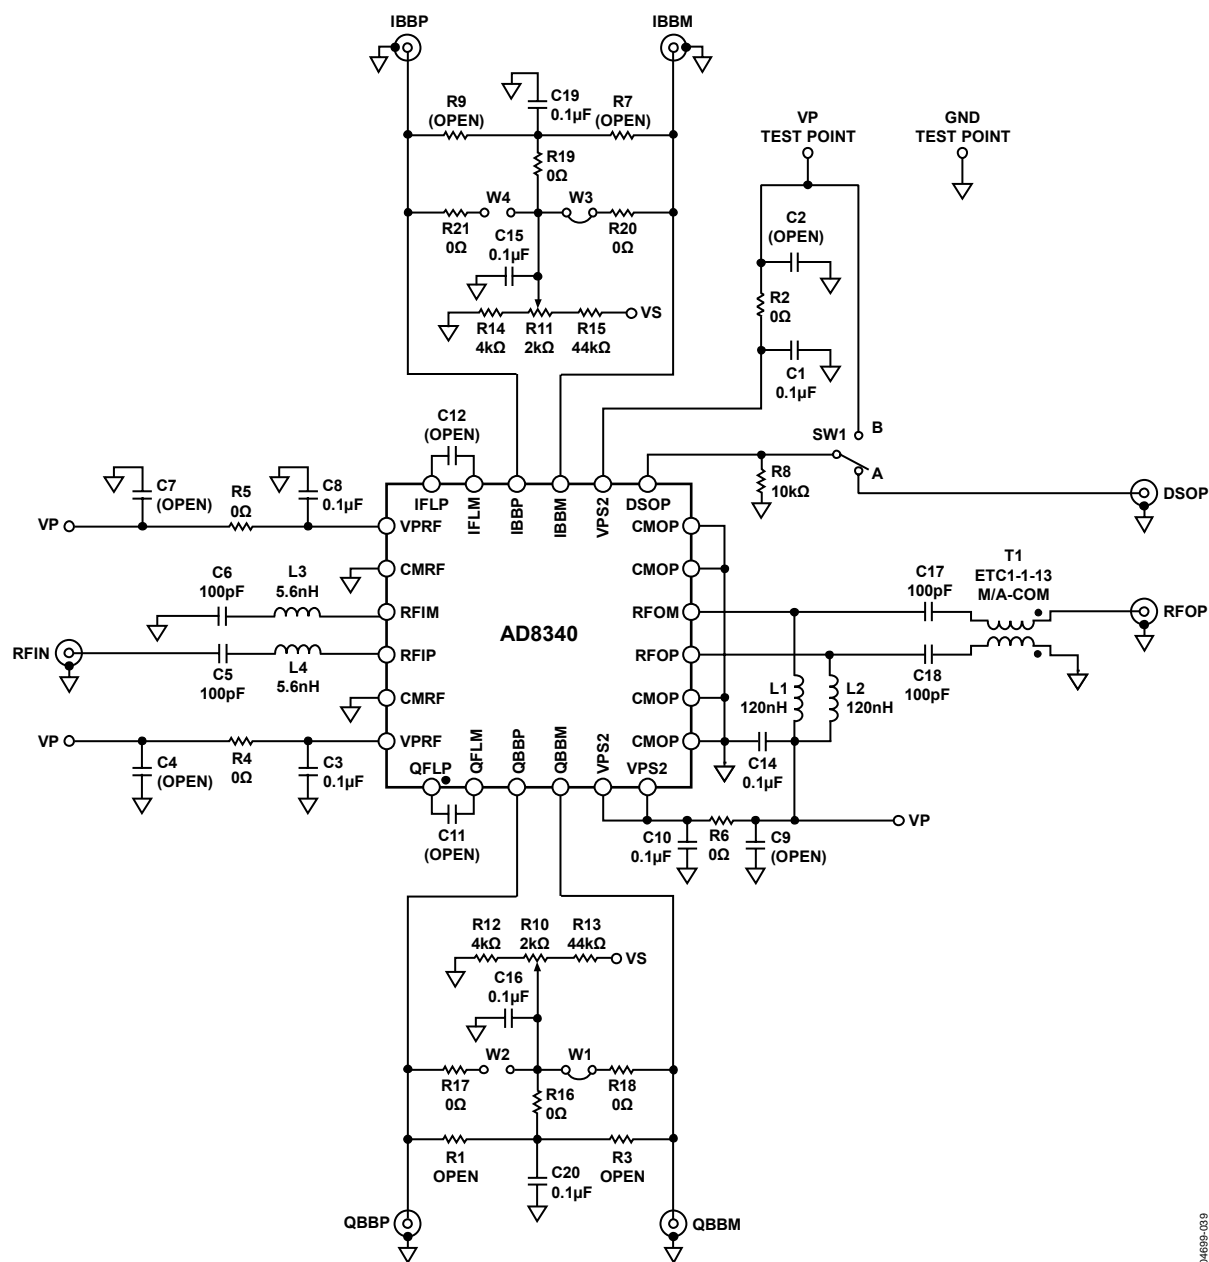 IBBP
IBBM
R9
(OPEN)
C19
0.1µF
R7
(OPEN)
VP
TEST POINT
GND
TEST POINT
R19
0Ω
W4
W3
R21
0Ω
C15
0.1µF
R20
0Ω
C2
(OPEN)
R2
0Ω
VS
R14
4kΩ
R11
2kΩ
R15
44kΩ
C1
0.1µF
C12
(OPEN)
B
SW1
A
R8
10kΩ
DSOP
C7
(OPEN)
R5
0Ω
C8
0.1µF
VP
IFLP
IFLM
IBBP
IBBM
VPS2
DSOP
VPRF
CMOP
CMRF
CMOP
C6
100pF
L3
5.6nH
RFIM
RFOM
C17
100pF
T1
ETC1-1-13
M/A-COM
RFOP
AD8340
RFIN
C5
100pF
L4
5.6nH
RFIP
RFOP
C18
100pF
L1
120nH
L2
120nH
CMRF
CMOP
VP
VPRF
CMOP
C4
(OPEN)
R4
0Ω
C3
0.1µF
QFLP
QFLM
QBBP
QBBM
VPS2
VPS2
C14
0.1µF
C11
(OPEN)
C10
0.1µF
R6
0Ω
C9
(OPEN)
VP
R12
4kΩ
R10
2kΩ
R13
44kΩ
VS
C16
0.1µF
W2
W1
R17
0Ω
R16
0Ω
R18
0Ω
R1
OPEN
R3
OPEN
C20
0.1µF
QBBP
QBBM
04699-039